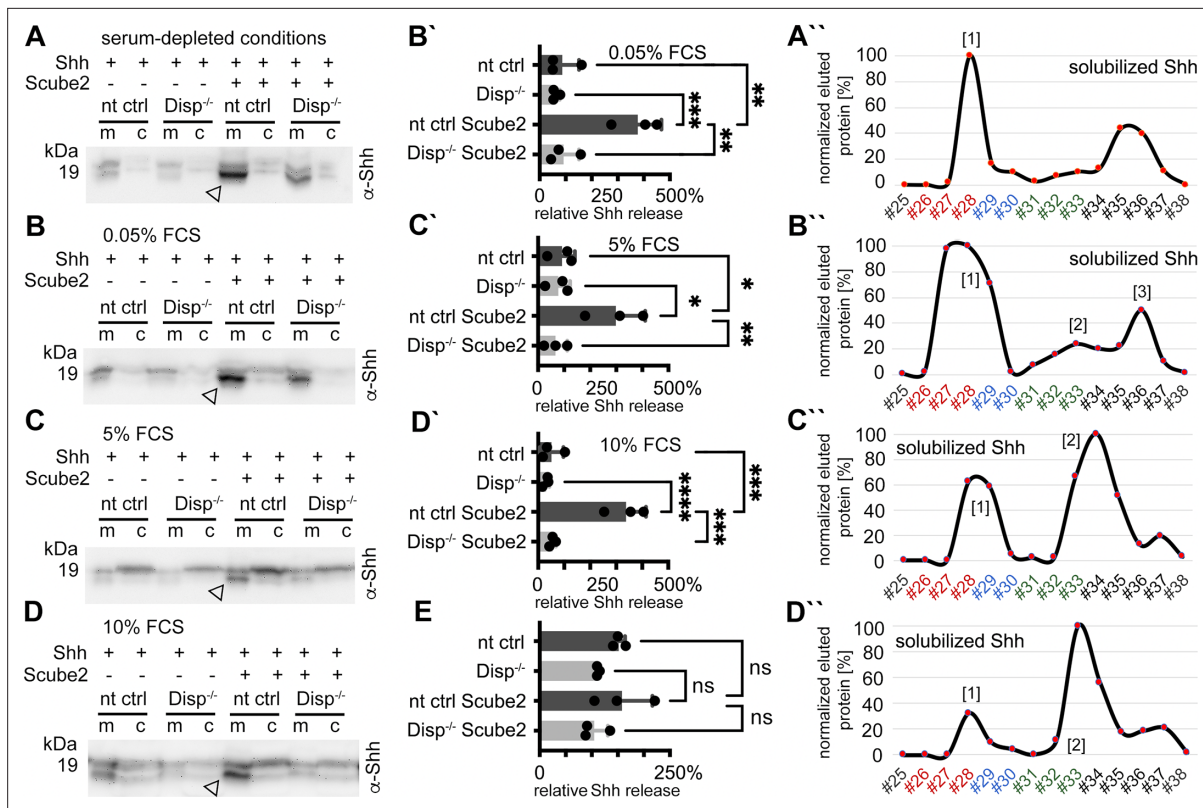 A
serum-depleted conditions
Shh + + + + + + + +
Scube2 - - - - + + + +
nt ctrl Disp-/- nt ctrl Disp-/-
m c m c m c m c
kDa
19
α-Shh
B
0.05% FCS
Shh + + + + + + + +
Scube2 - - - - + + + +
nt ctrl Disp-/- nt ctrl Disp-/-
m c m c m c m c
kDa
19
α-Shh
C
5% FCS
Shh + + + + + + + +
Scube2 - - - - + + + +
nt ctrl Disp-/- nt ctrl Disp-/-
m c m c m c m c
kDa
19
α-Shh
D
10% FCS
Shh + + + + + + + +
Scube2 - - - - + + + +
nt ctrl Disp-/- nt ctrl Disp-/-
m c m c m c m c
kDa
19
α-Shh
B`
0.05% FCS
nt ctrl
Disp-/-
nt ctrl Scube2
Disp-/- Scube2
***
**
**
0 250 500%
relative Shh release
C`
5% FCS
nt ctrl
Disp-/-
nt ctrl Scube2
Disp-/- Scube2
*
**
*
0 250 500%
relative Shh release
D`
10% FCS
nt ctrl
Disp-/-
nt ctrl Scube2
Disp-/- Scube2
****
***
***
0 250 500%
relative Shh release
E
nt ctrl
Disp-/-
nt ctrl Scube2
Disp-/- Scube2
ns
ns
ns
0 250%
A``
[1]
solubilized Shh
normalized eluted
protein [%]
100
80
60
40
20
0
#25 #26 #27 #28 #29 #30 #31 #32 #33 #34 #35 #36 #37 #38
B``
solubilized Shh
[1]
[2]
[3]
normalized eluted
protein [%]
100
80
60
40
20
0
#25 #26 #27 #28 #29 #30 #31 #32 #33 #34 #35 #36 #37 #38
C``
solubilized Shh
[2]
[1]
normalized eluted
protein [%]
100
80
60
40
20
0
#25 #26 #27 #28 #29 #30 #31 #32 #33 #34 #35 #36 #37 #38
D``
solubilized Shh
[1]
[2]
normalized eluted
protein [%]
100
80
60
40
20
0
#25 #26 #27 #28 #29 #30 #31 #32 #33 #34 #35 #36 #37 #38